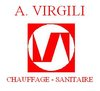 A. VIRGILI
CHAUFFAGE - SANITAIRE